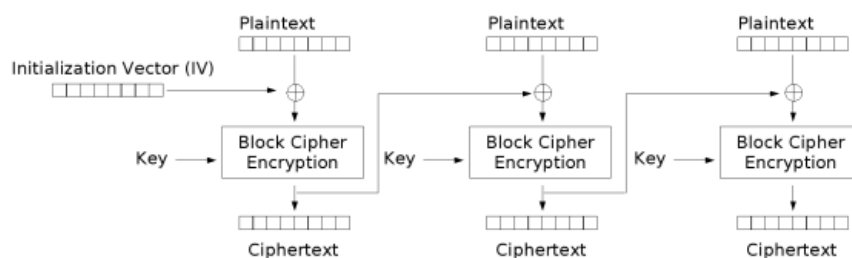 Plaintext Plaintext Plaintext
Initialization Vector (IV)
Key Block Cipher Encryption Key Block Cipher Encryption Key Block Cipher Encryption
Ciphertext Ciphertext Ciphertext